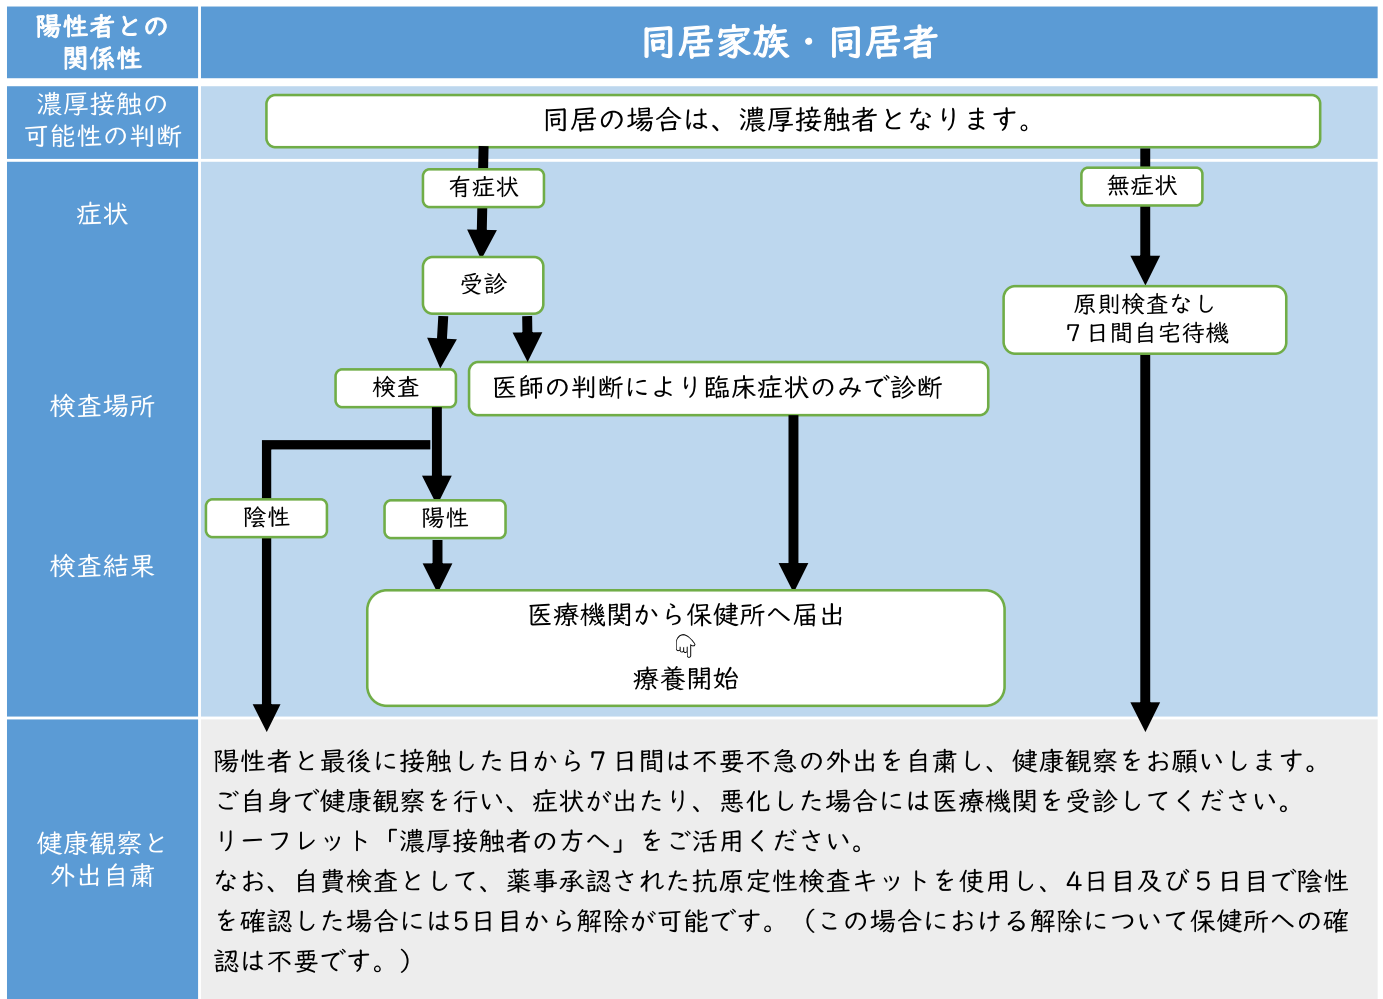 陽性者との
関係性
同居家族・同居者
濃厚接触の
可能性の判断
同居の場合は、濃厚接触者となります。
症状
有症状
無症状
受診
原則検査なし
７日間自宅待機
検査場所
検査
医師の判断により臨床症状のみで診断
陰性
陽性
検査結果
医療機関から保健所へ届出
☟
療養開始
健康観察と
外出自粛
陽性者と最後に接触した日から７日間は不要不急の外出を自粛し、健康観察をお願いします。
ご自身で健康観察を行い、症状が出たり、悪化した場合には医療機関を受診してください。
リーフレット「濃厚接触者の方へ」をご活用ください。
なお、自費検査として、薬事承認された抗原定性検査キットを使用し、4日目及び５日目で陰性
を確認した場合には5日目から解除が可能です。（この場合における解除について保健所への確
認は不要です。）